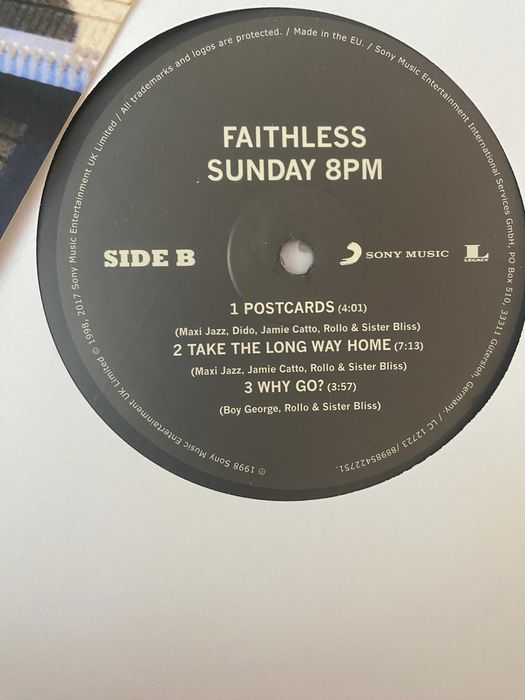 FAITHLESS
SUNDAY 8PM
SIDE B
SONY MUSIC
L
LEGACY
1 POSTCARDS (4:01)
(Maxi Jazz, Dido, Jamie Catto, Rollo & Sister Bliss)
2 TAKE THE LONG WAY HOME (7:13)
(Maxi Jazz, Jamie Catto, Rollo & Sister Bliss)
3 WHY GO? (3:57)
(Boy George, Rollo & Sister Bliss)
℗ 1998 Sony Music Entertainment UK Limited © 1998, 2017 Sony Music Entertainment UK Limited / All trademarks and logos are protected. / Made in the EU. / Sony Music Entertainment International Services GmbH, PO Box 510, 33311 Gütersloh, Germany. / LC 12723 / 88985422751.